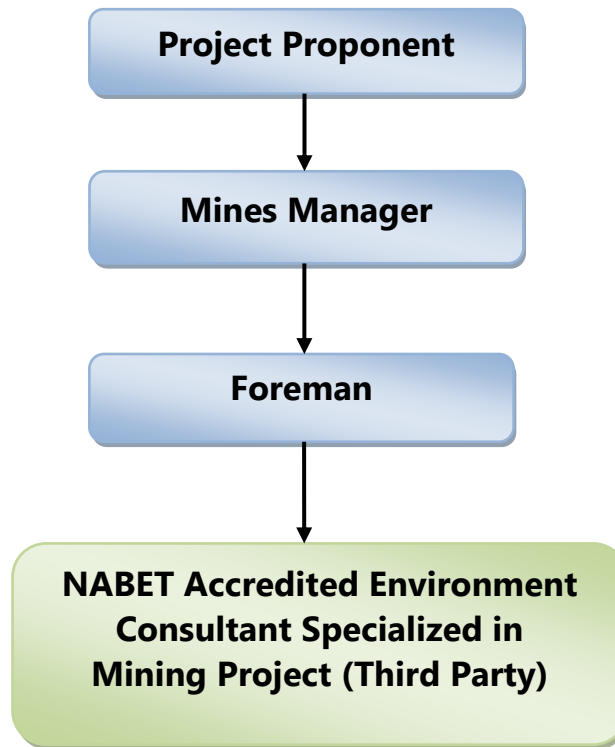 Project Proponent
Mines Manager
Foreman
NABET Accredited Environment
Consultant Specialized in
Mining Project (Third Party)